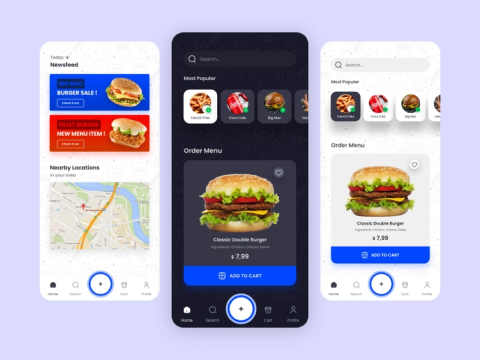 Today
Newsfeed
BURGER SALE !
Check it out
NEW MENU ITEM !
Check it out
Nearby Locations
In your area
Home
Search
Cart
Profile
Search...
Most Popular
French Fries
Coca Cola
Big Mac
Order Menu
Classic Double Burger
Ingredients: Chicken, Cheese, Salad
$ 7,99
ADD TO CART
Home
Search
Cart
Profile
Search...
Most Popular
French Fries
Coca Cola
Big Mac
Order Menu
Classic Double Burger
Ingredients: Chicken, Cheese, Salad
$ 7,99
ADD TO CART
Home
Search
Cart
Profile